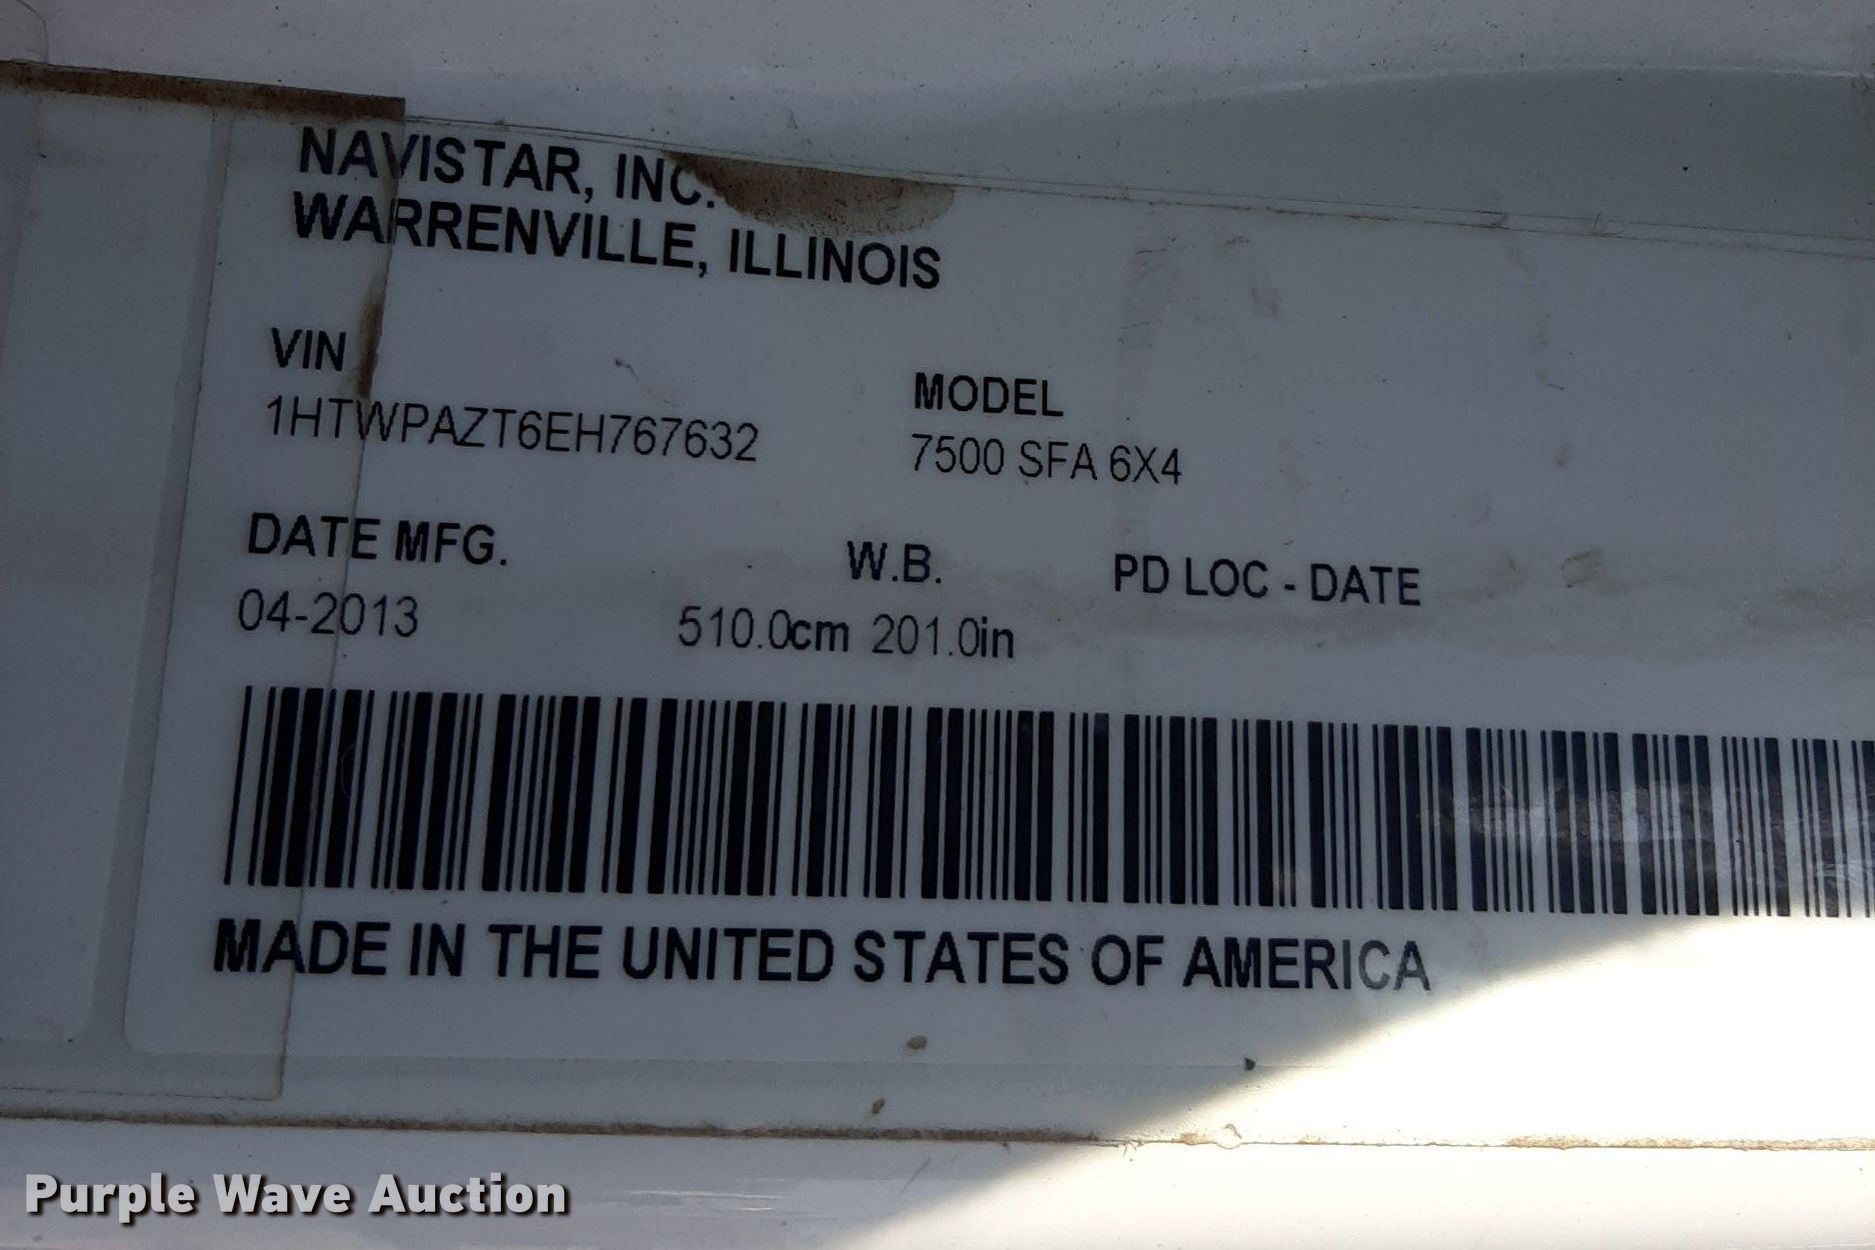 NAVISTAR, INC.
WARRENVILLE, ILLINOIS
VIN
1HTWPAZT6EH767632
MODEL
7500 SFA 6X4
DATE MFG.
04-2013
W.B.
510.0cm 201.0in
PD LOC - DATE
MADE IN THE UNITED STATES OF AMERICA
Purple Wave Auction